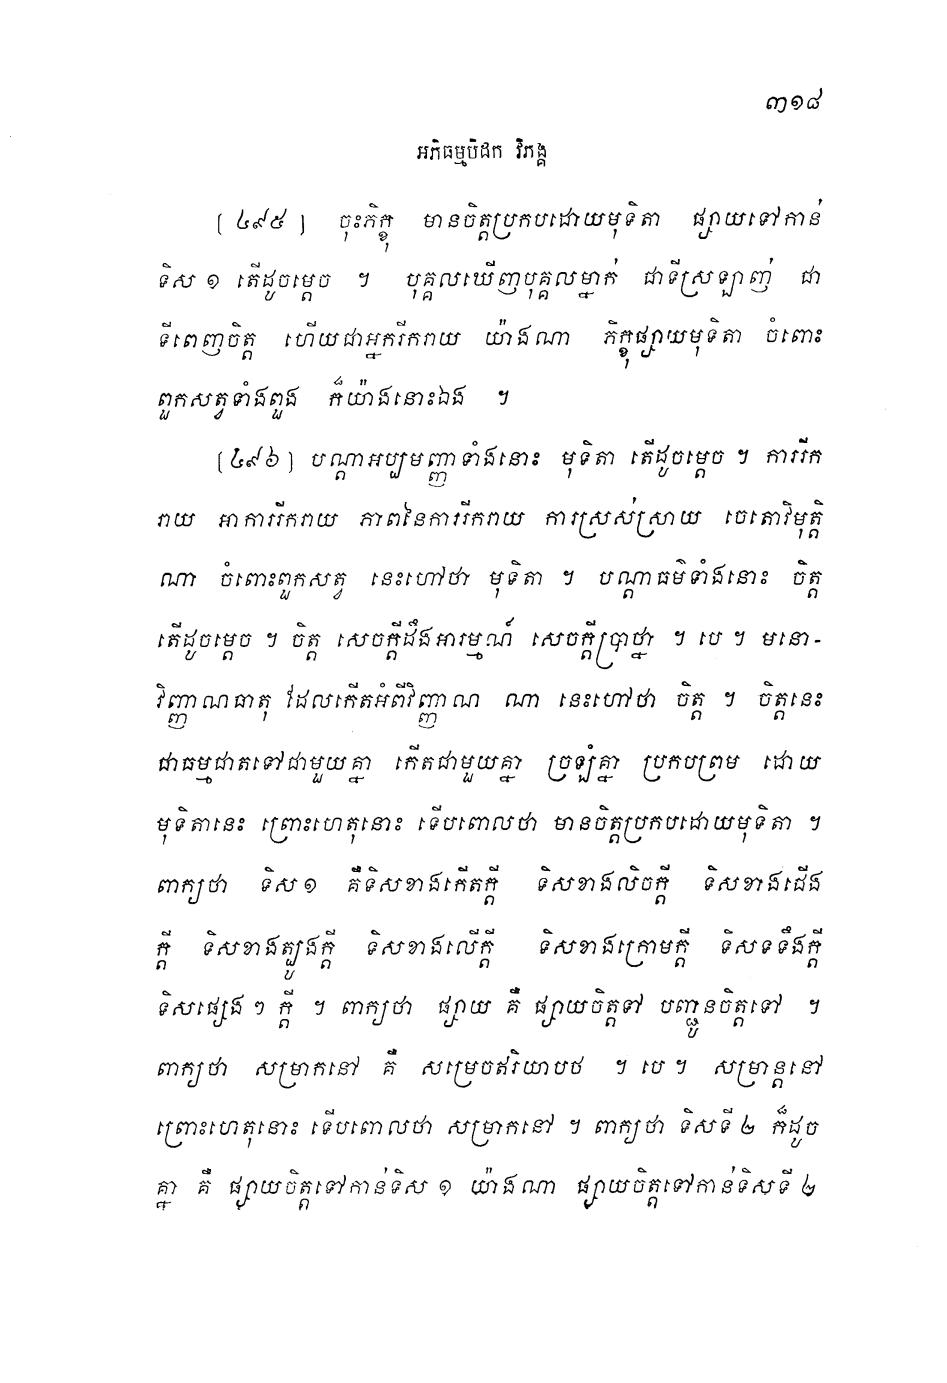 ៣១៨
អភិធម្មបិដក វិភង្គ
[ ៤៩៥ ] ចុះភិក្ខុ មានចិត្តប្រកបដោយមុទិតា ផ្សាយទៅកាន់
ទិស ១ តើដូចម្តេច ។ បុគ្គលឃើញបុគ្គលម្នាក់ ជាទីស្រឡាញ់ ជា
ទីពេញចិត្ត ហើយជាអ្នករីករាយ យ៉ាងណា ភិក្ខុផ្សាយមុទិតា ចំពោះ
ពួកសត្វទាំងពួង ក៏យ៉ាងនោះឯង ។
[៤៩៦] បណ្តាអប្បមញ្ញាទាំងនោះ មុទិតា តើដូចម្តេច ។ ការរីក
រាយ អាការរីករាយ ភាពនៃការរីករាយ ការស្រស់ស្រាយ ចេតោវិមុត្តិ
ណា ចំពោះពួកសត្វ នេះហៅថា មុទិតា ។ បណ្តាធម៌ទាំងនោះ ចិត្ត
តើដូចម្តេច ។ ចិត្ត សេចក្តីដឹងអារម្មណ៍ សេចក្តីប្រាថ្នា ។ បេ ។ មនោ-
វិញ្ញាណធាតុ ដែលកើតអំពីវិញ្ញាណ ណា នេះហៅថា ចិត្ត ។ ចិត្តនេះ
ជាធម្មជាតទៅជាមួយគ្នា កើតជាមួយគ្នា ច្រឡំគ្នា ប្រកបព្រម ដោយ
មុទិតានេះ ព្រោះហេតុនោះ ទើបពោលថា មានចិត្តប្រកបដោយមុទិតា ។
ពាក្យថា ទិស ១ គឺទិសខាងកើតក្តី ទិសខាងលិចក្តី ទិសខាងជើង
ក្តី ទិសខាងត្បូងក្តី ទិសខាងលើក្តី ទិសខាងក្រោមក្តី ទិសទទឹងក្តី
ទិសផ្សេង ៗ ក្តី ។ ពាក្យថា ផ្សាយ គឺ ផ្សាយចិត្តទៅ បញ្ជូនចិត្តទៅ ។
ពាក្យថា សម្រាកនៅ គឺ សម្រេចឥរិយាបថ ។ បេ ។ សម្រាន្តនៅ
ព្រោះហេតុនោះ ទើបពោលថា សម្រាកនៅ ។ ពាក្យថា ទិសទី ២ ក៏ដូច
គ្នា គឺ ផ្សាយចិត្តទៅកាន់ទិស ១ យ៉ាងណា ផ្សាយចិត្តទៅកាន់ទិសទី ២